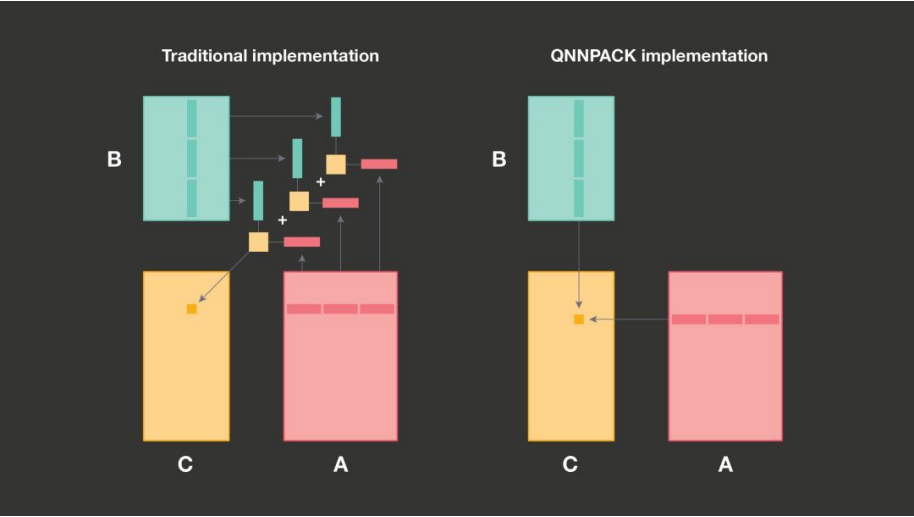 Traditional implementation
QNNPACK implementation
B
+
+
C
A
B
C
A